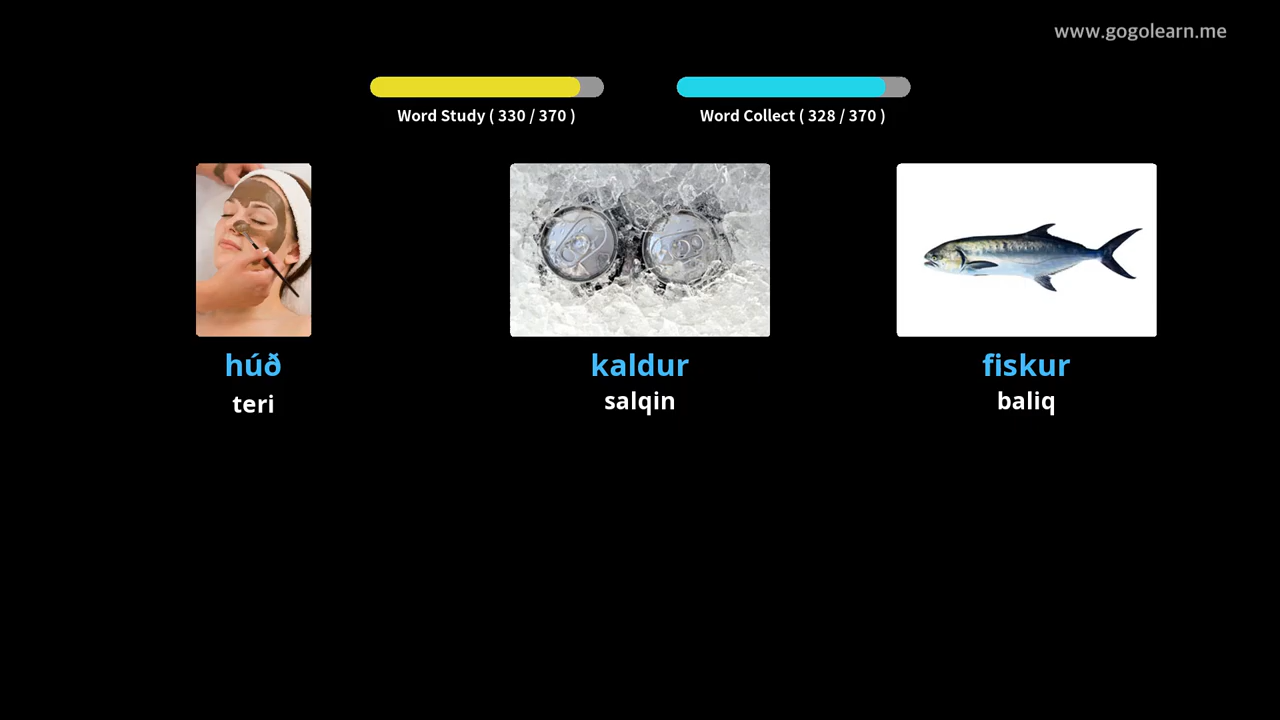 www.gogolearn.me
Word Study ( 330 / 370 )
Word Collect ( 328 / 370 )
húð
kaldur
fiskur
teri
salqin
baliq